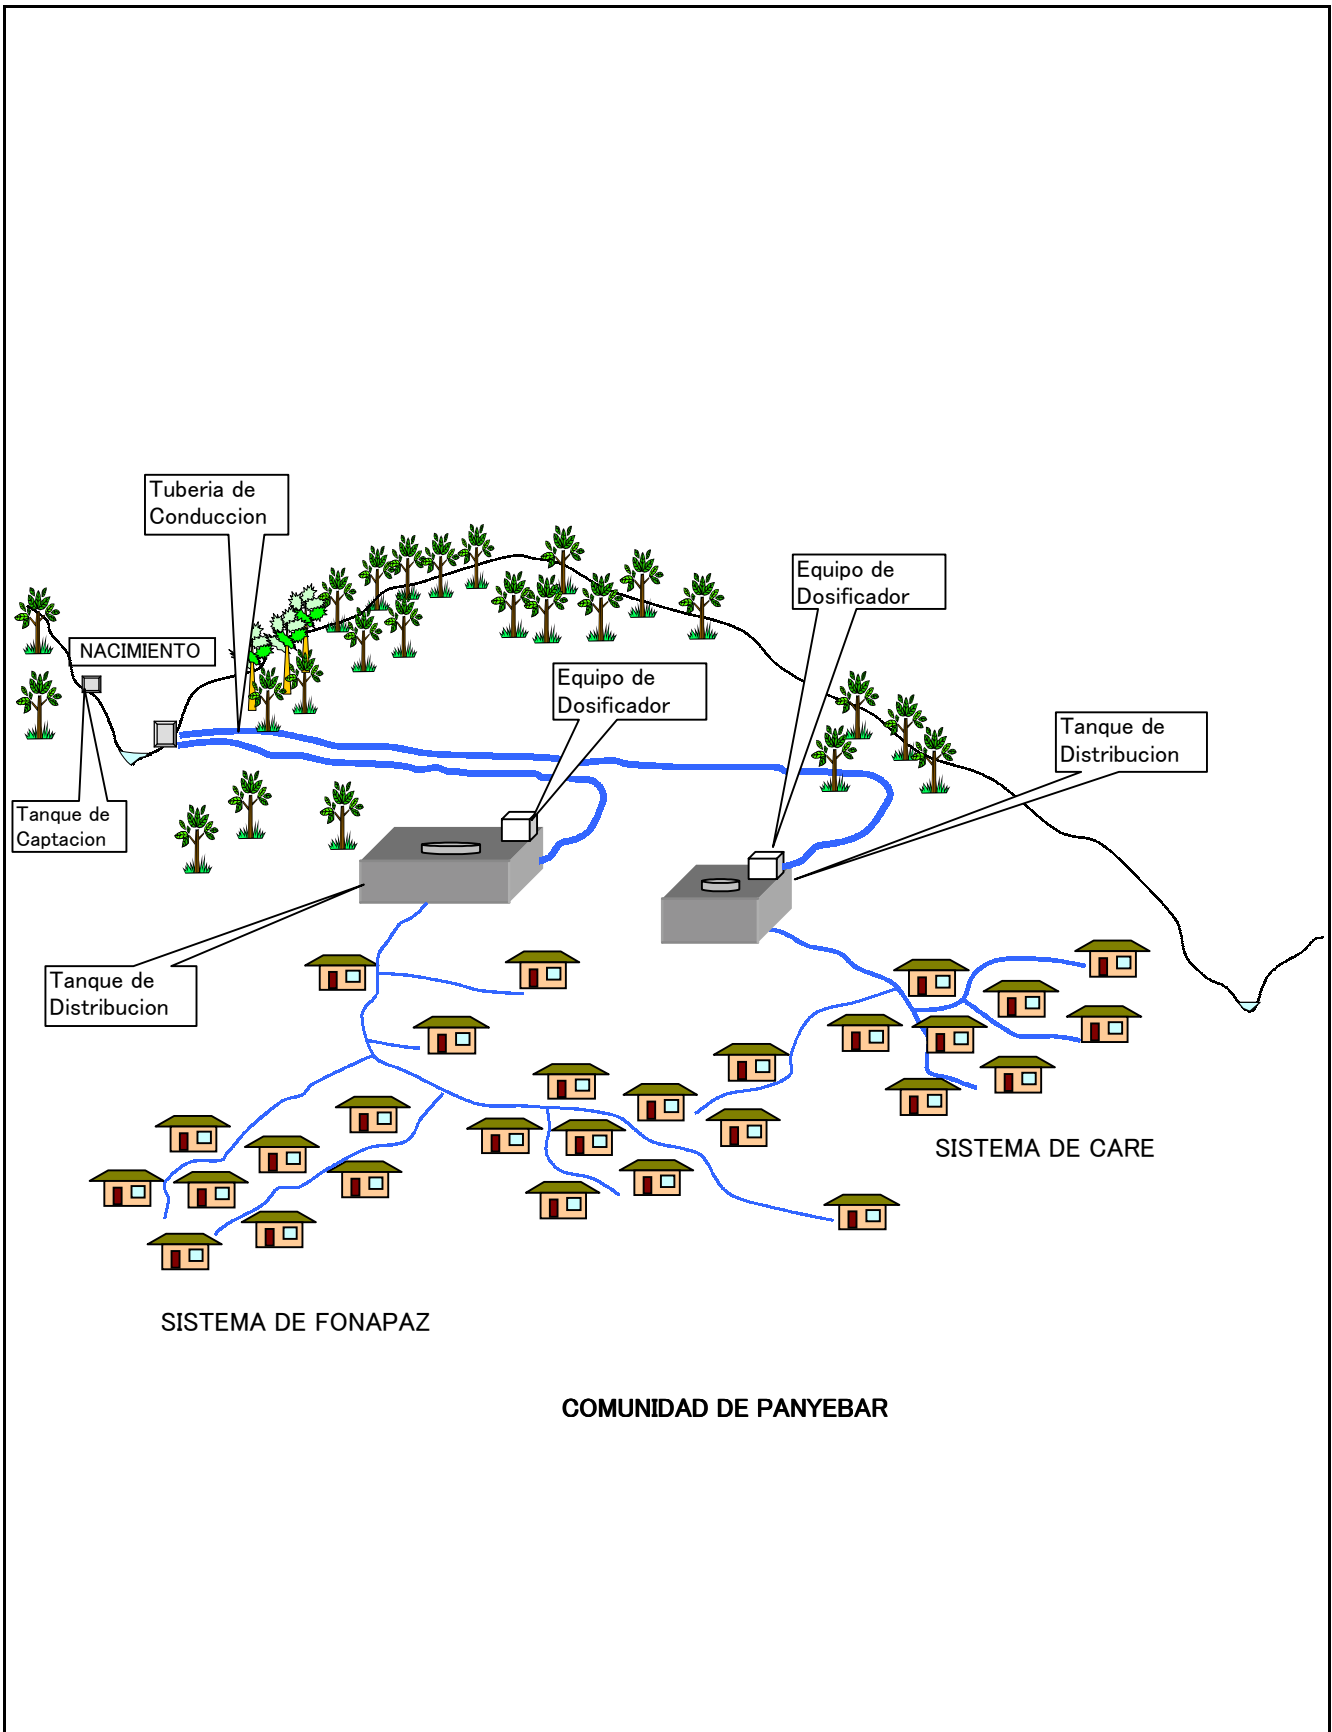 Tuberia de
Conduccion
Equipo de
Dosificador
NACIMIENTO
Equipo de
Dosificador
Tanque de
Distribucion
Tanque de
Captacion
Tanque de
Distribucion
SISTEMA DE CARE
SISTEMA DE FONAPAZ
COMUNIDAD DE PANYEBAR